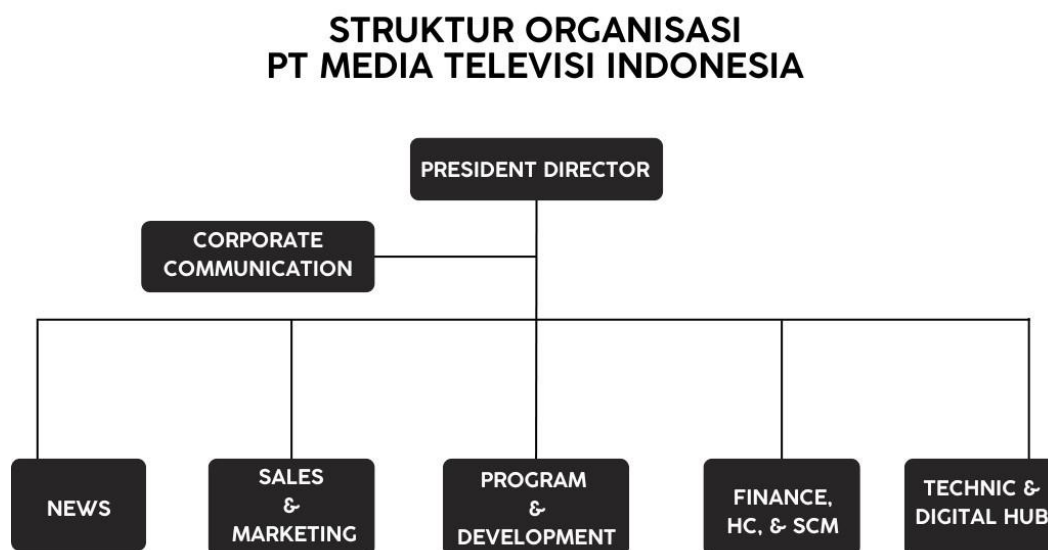 STRUKTUR ORGANISASI
PT MEDIA TELEVISI INDONESIA
PRESIDENT DIRECTOR
CORPORATE
COMMUNICATION
NEWS
SALES
&
MARKETING
PROGRAM
&
DEVELOPMENT
FINANCE,
HC, & SCM
TECHNIC &
DIGITAL HUB